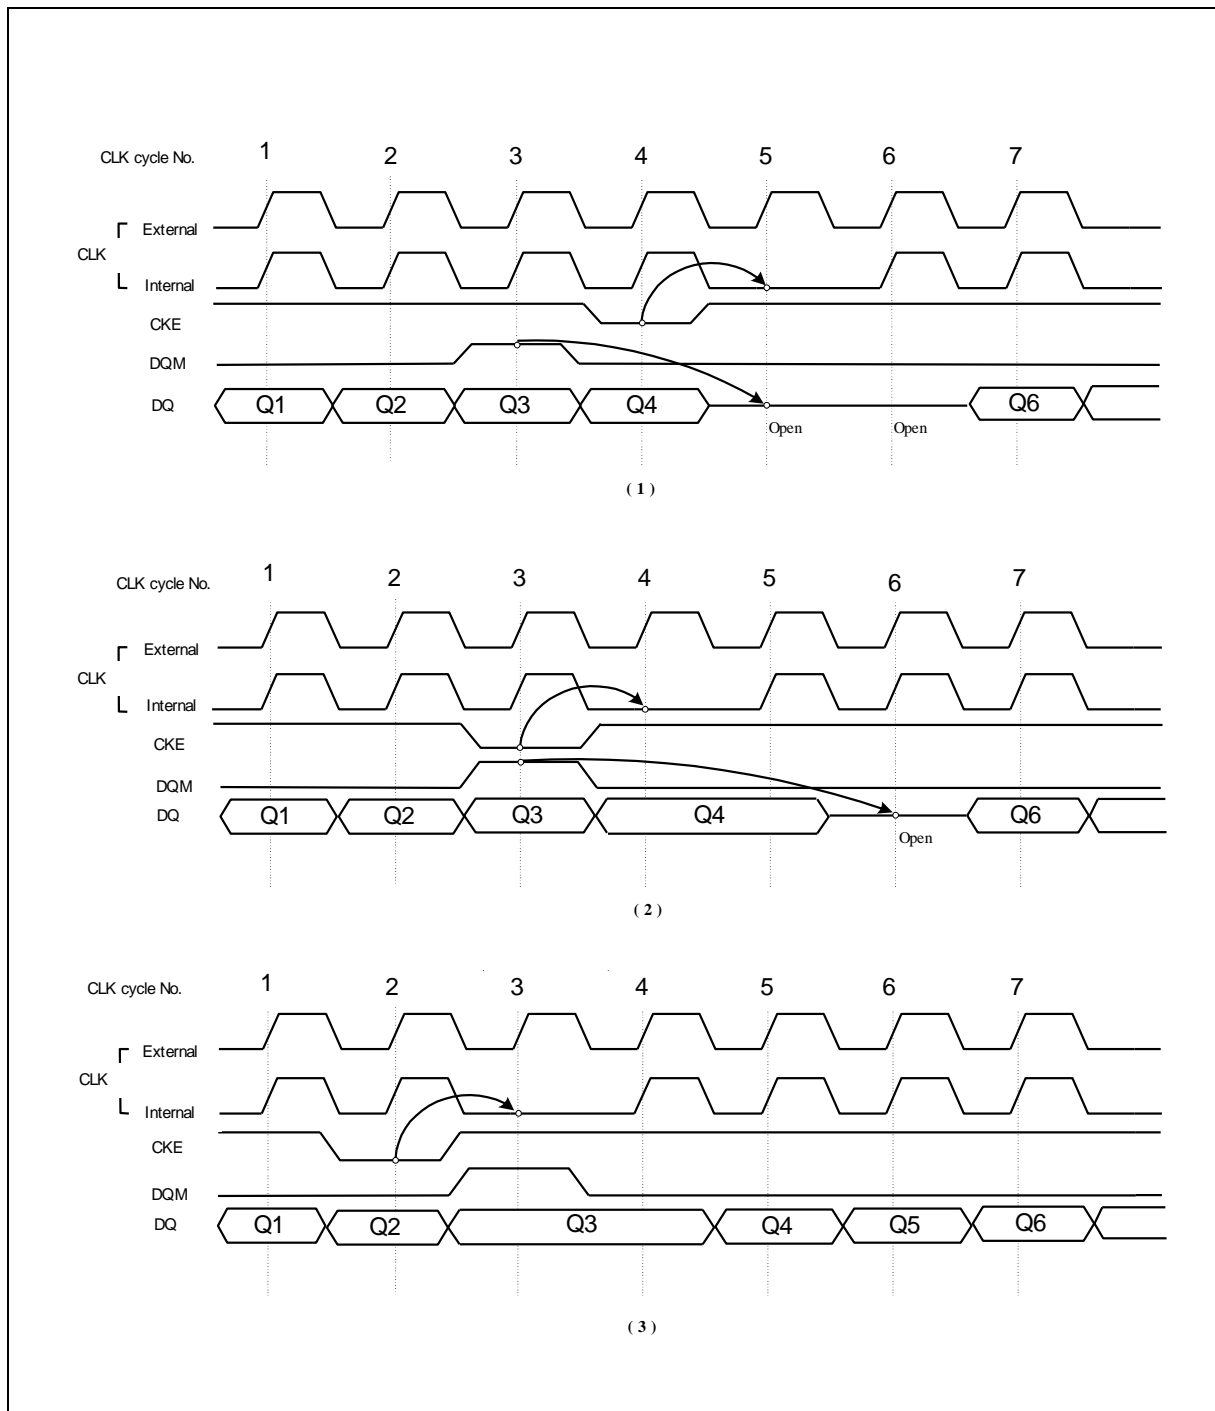 CLK cycle No. 1 2 3 4 5 6 7
External
CLK
Internal
CKE
DQM
DQ Q1 Q2 Q3 Q4 Q6
Open Open
( 1 )
CLK cycle No. 1 2 3 4 5 6 7
External
CLK
Internal
CKE
DQM
DQ Q1 Q2 Q3 Q4 Q6
Open
( 2 )
CLK cycle No. 1 2 3 4 5 6 7
External
CLK
Internal
CKE
DQM
DQ Q1 Q2 Q3 Q4 Q5 Q6
( 3 )